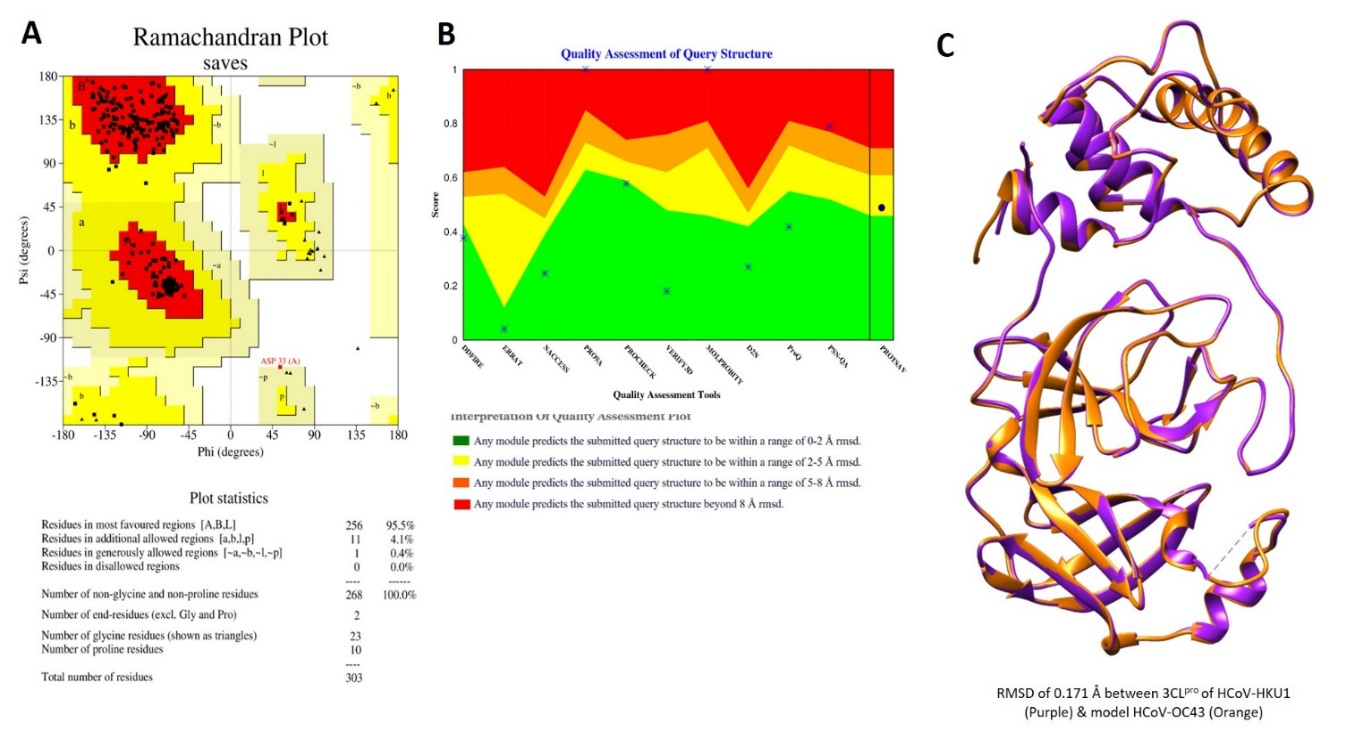 A
Ramachandran Plot
saves
180
135
90
45
0
-45
-90
-135
-180 -135 -90 -45 0 45 90 135 180
Psi (degrees)
Phi (degrees)
B
b
a
l
~a
~b
~l
~p
p
~b
b
~b
b
~b
b
~b
ASP 33 (A)
Plot statistics
Residues in most favoured regions [A,B,L] 256 95.5%
Residues in additional allowed regions [a,b,l,p] 11 4.1%
Residues in generously allowed regions [~a,~b,~l,~p] 1 0.4%
Residues in disallowed regions 0 0.0%
---- ------
Number of non-glycine and non-proline residues 268 100.0%
Number of end-residues (excl. Gly and Pro) 2
Number of glycine residues (shown as triangles) 23
Number of proline residues 10
----
Total number of residues 303
B
Quality Assessment of Query Structure
1
0.8
0.6
0.4
0.2
0
Score
DDFIRE
ERRAT
NACCESS
PROSA
PROCHECK
VERIFY3D
MOLPROBITY
D2N
ProQ
PSN-QA
PROTSAV
Quality Assessment Tools
Interpretation Of Quality Assessment Plot
Any module predicts the submitted query structure to be within a range of 0-2 Å rmsd.
Any module predicts the submitted query structure to be within a range of 2-5 Å rmsd.
Any module predicts the submitted query structure to be within a range of 5-8 Å rmsd.
Any module predicts the submitted query structure beyond 8 Å rmsd.
C
RMSD of 0.171 Å between 3CLpro of HCoV-HKU1
(Purple) & model HCoV-OC43 (Orange)